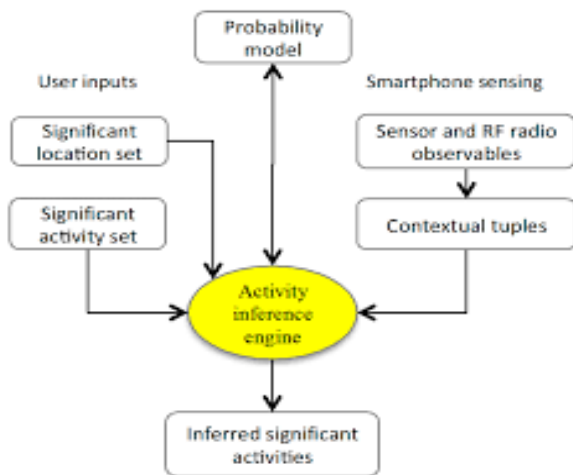 Probability
model
User inputs
Smartphone sensing
Significant
location set
Sensor and RF radio
observables
Significant
activity set
Contextual tuples
Activity
inference
engine
Inferred significant
activities